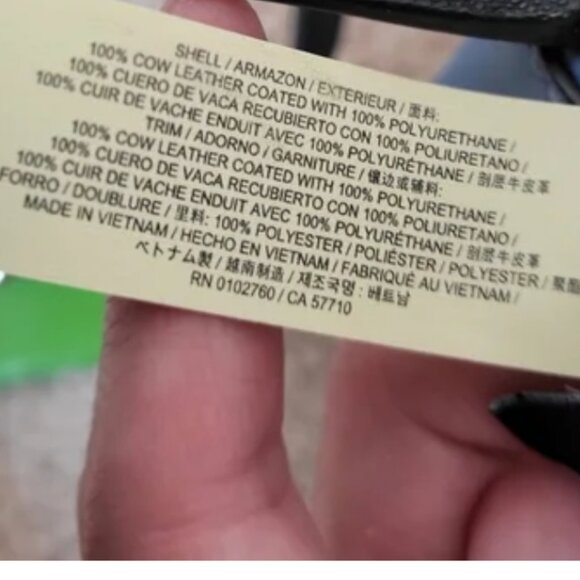 SHELL / ARMAZON / EXTERIEUR / 面料:
100% COW LEATHER COATED WITH 100% POLYURETHANE /
100% CUERO DE VACA RECUBIERTO CON 100% POLIURETANO /
100% CUIR DE VACHE ENDUIT AVEC 100% POLYURÉTHANE / 剖层牛皮革
TRIM / ADORNO / GARNITURE / 镶边或辅料:
100% COW LEATHER COATED WITH 100% POLYURETHANE /
100% CUERO DE VACA RECUBIERTO CON 100% POLIURETANO /
100% CUIR DE VACHE ENDUIT AVEC 100% POLYURÉTHANE / 剖层牛皮革
FORRO / DOUBLURE / 里料: 100% POLYESTER / POLIÉSTER / POLYESTER /
MADE IN VIETNAM / HECHO EN VIETNAM / FABRIQUÉ AU VIETNAM /
ベトナム製 / 越南制造 / 제조국명 : 베트남
RN 0102760 / CA 57710